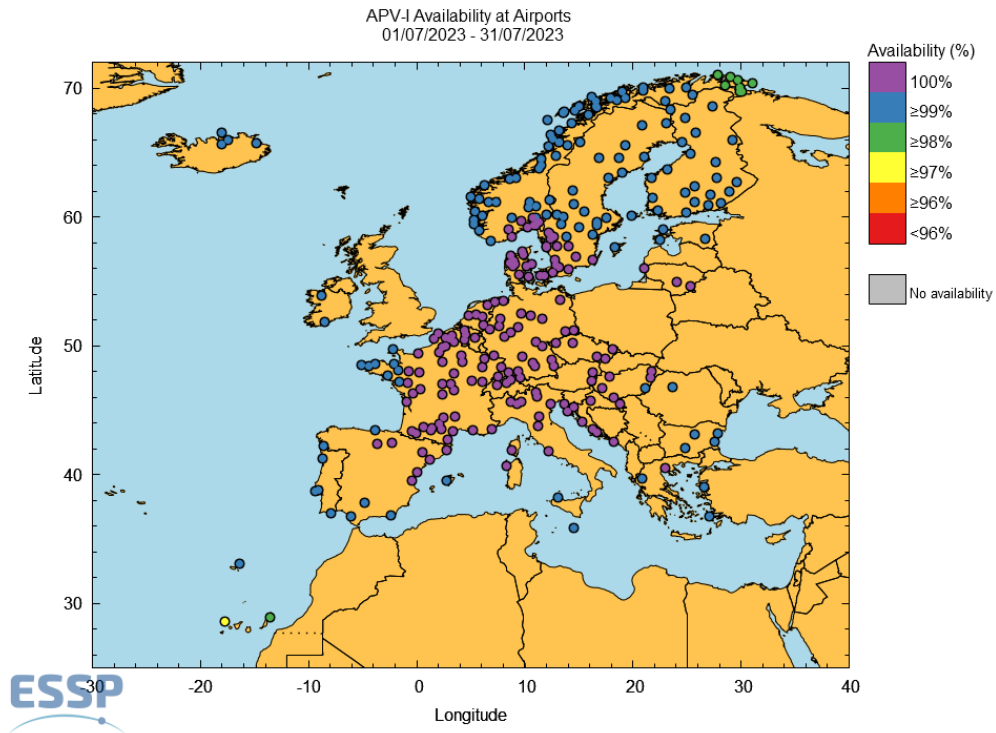 APV-I Availability at Airports
01/07/2023 - 31/07/2023
Availability (%)
100%
≥99%
≥98%
≥97%
≥96%
<96%
No availability
70
60
50
40
30
Latitude
-30
-20
-10
0
10
20
30
40
Longitude
ESSP